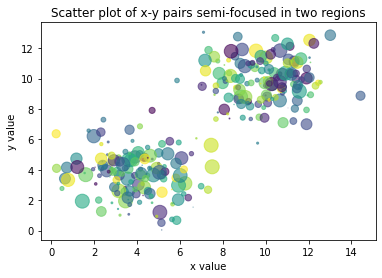 Scatter plot of x-y pairs semi-focused in two regions
12
10
8
6
4
2
0
y value
0 2 4 6 8 10 12 14
x value